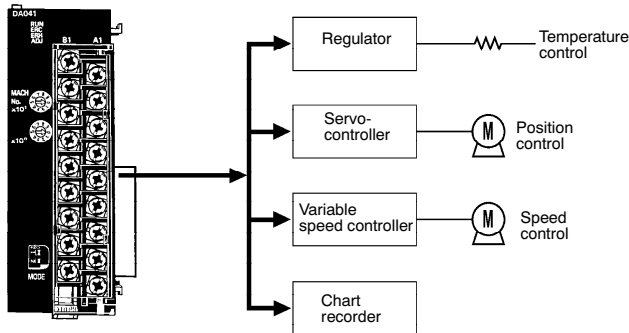 DA041
RUN
ERC
ERH
ADJ
B1 A1
MACH
No.
x10¹
x10⁰
MODE
Regulator
Temperature
control
Servo-
controller
M
Position
control
Variable
speed controller
M
Speed
control
Chart
recorder